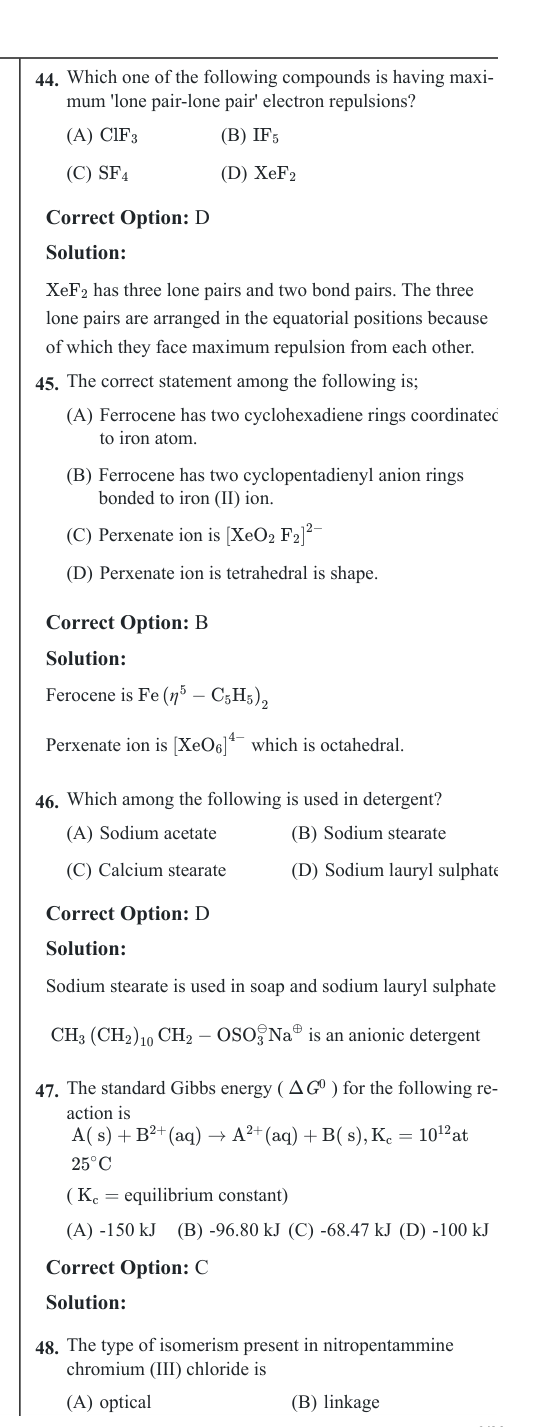 44. Which one of the following compounds is having maxi-
mum 'lone pair-lone pair' electron repulsions?
(A) ClF₃ (B) IF₅
(C) SF₄ (D) XeF₂
Correct Option: D
Solution:
XeF₂ has three lone pairs and two bond pairs. The three
lone pairs are arranged in the equatorial positions because
of which they face maximum repulsion from each other.
45. The correct statement among the following is;
(A) Ferrocene has two cyclohexadiene rings coordinated
to iron atom.
(B) Ferrocene has two cyclopentadienyl anion rings
bonded to iron (II) ion.
(C) Perxenate ion is [XeO₂ F₂]²⁻
(D) Perxenate ion is tetrahedral is shape.
Correct Option: B
Solution:
Ferocene is Fe (η⁵ − C₅H₅)₂
Perxenate ion is [XeO₆]⁴⁻ which is octahedral.
46. Which among the following is used in detergent?
(A) Sodium acetate (B) Sodium stearate
(C) Calcium stearate (D) Sodium lauryl sulphate
Correct Option: D
Solution:
Sodium stearate is used in soap and sodium lauryl sulphate
CH₃ (CH₂)₁₀ CH₂ − OSO₃^⊖Na^⊕ is an anionic detergent
47. The standard Gibbs energy ( ΔG⁰ ) for the following re-
action is
A( s) + B²⁺(aq) → A²⁺(aq) + B( s), K_c = 10¹²at
25°C
( K_c = equilibrium constant)
(A) -150 kJ (B) -96.80 kJ (C) -68.47 kJ (D) -100 kJ
Correct Option: C
Solution:
48. The type of isomerism present in nitropentammine
chromium (III) chloride is
(A) optical (B) linkage